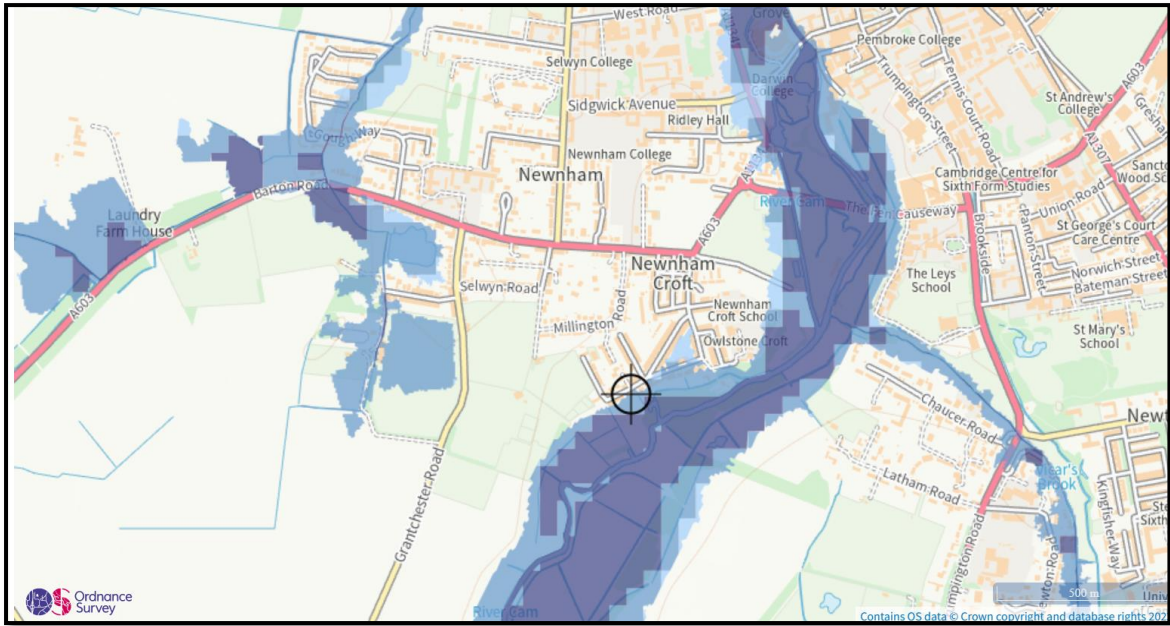 West Road
Grove
Pembroke College
Selwyn College
A603
Darwin
College
St Andrew's
College
Trumpington-Street
Tennis Court-Road
Sidgwick Avenue
Ridley Hall
A1307
Gough Way
Newnham College
Cambridge Centre for
Sixth Form Studies
Newnham
Barton Road
River Cam
The Fen Causeway
Union Road
Panton-Street
Brookside
St George's Court
Care Centre
Laundry
Farm House
A603
Norwich Street
Bateman-Street
Newnham
Croft
The Leys
School
Selwyn Road
A603
Newnham
Croft School
Millington Road
Owlstone Croft
St Mary's
School
Chaucer Road
Latham Road
Vicar's
Brook
Kingfisher Way
Grantchester Road
River Cam
500 m
Ordnance
Survey
Contains OS data © Crown copyright and database rights